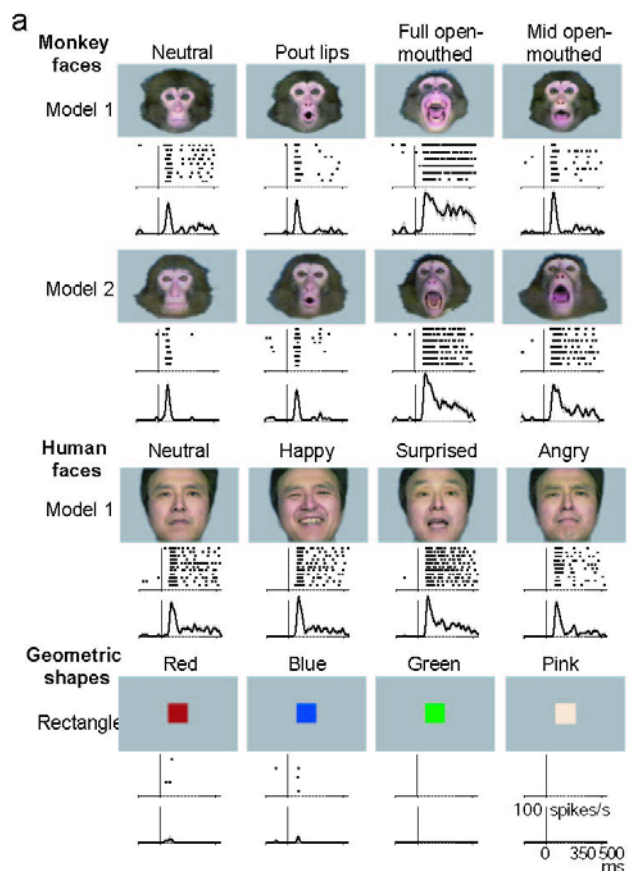 a
Monkey faces
Neutral
Pout lips
Full open-mouthed
Mid open-mouthed
Model 1
Model 2
Human faces
Neutral
Happy
Surprised
Angry
Model 1
Geometric shapes
Red
Blue
Green
Pink
Rectangle
100 spikes/s
0 350 500
ms